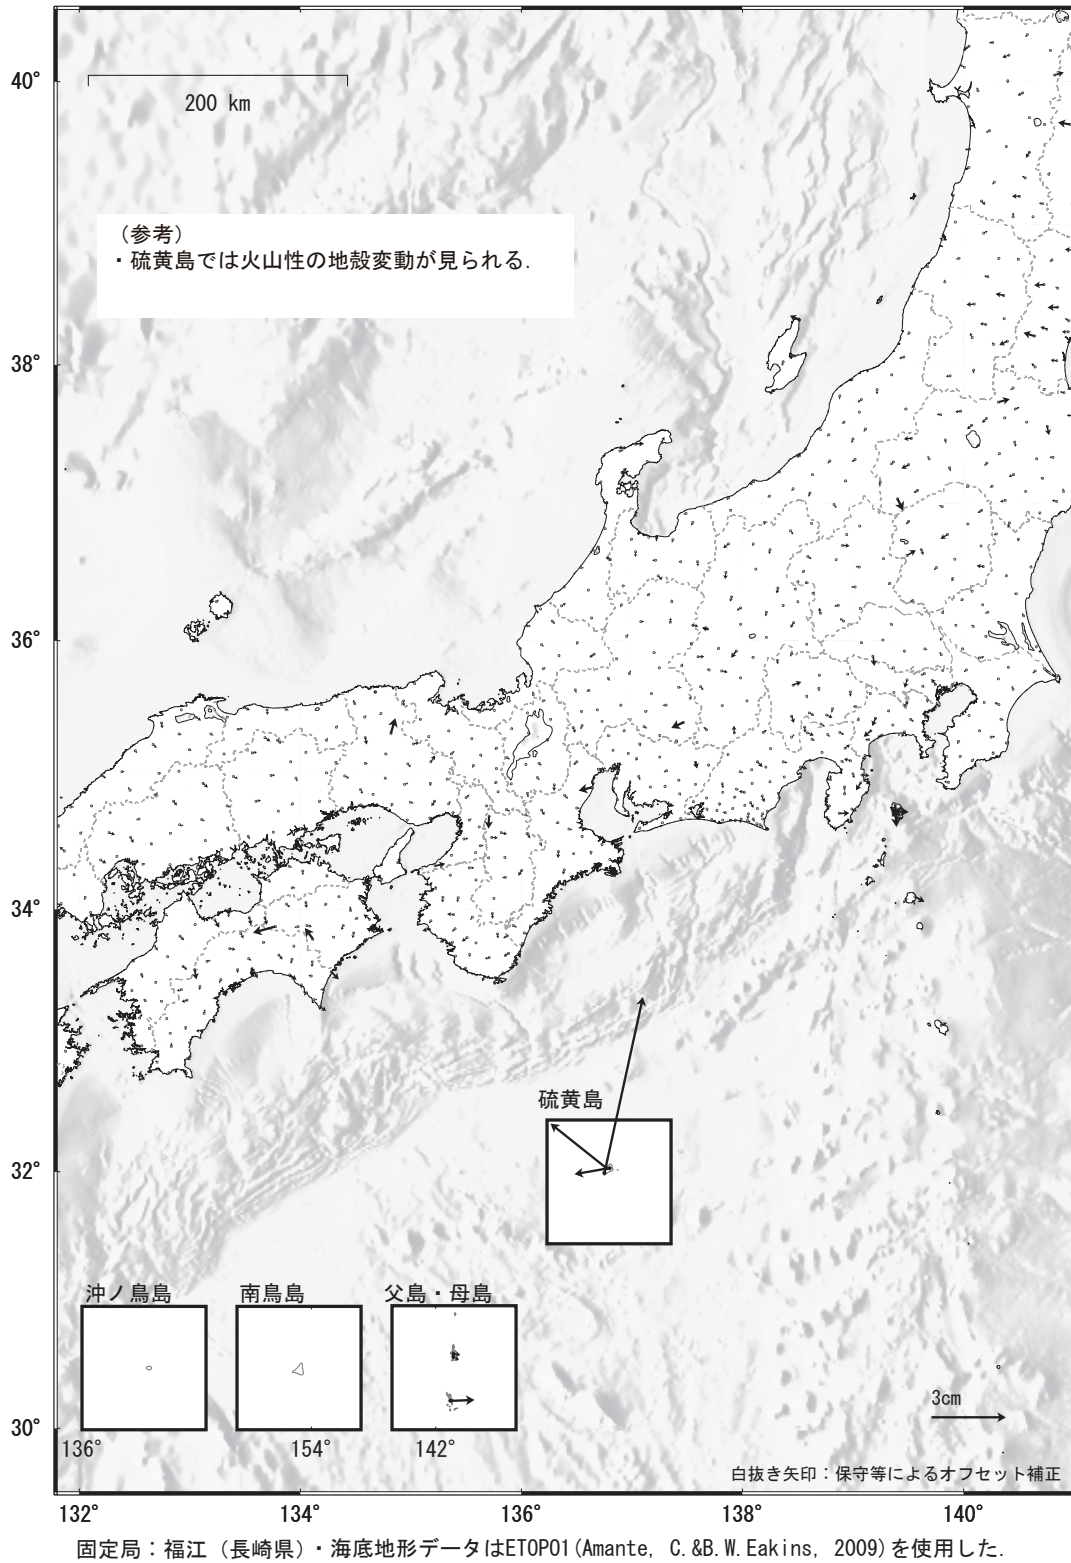 40°
200 km
（参考）
・硫黄島では火山性の地殻変動が見られる.
38°
36°
34°
硫黄島
32°
沖ノ鳥島 南鳥島 父島・母島
3cm
30°
136° 154° 142°
白抜き矢印：保守等によるオフセット補正
132° 134° 136° 138° 140°
固定局：福江（長崎県）・海底地形データはETOPO1(Amante, C.&B.W.Eakins, 2009)を使用した.